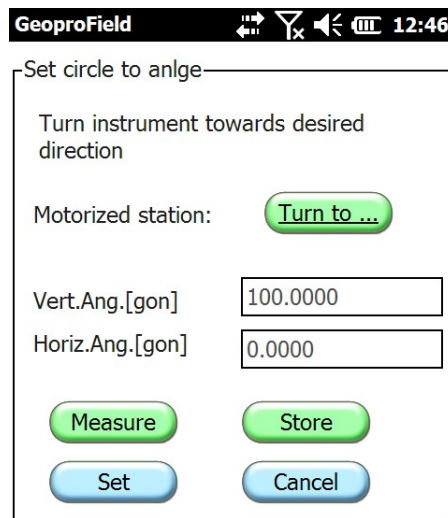 GeoproField 12:46
Set circle to anlge
Turn instrument towards desired
direction
Motorized station: Turn to ...
Vert.Ang.[gon] 100.0000
Horiz.Ang.[gon] 0.0000
Measure Store
Set Cancel